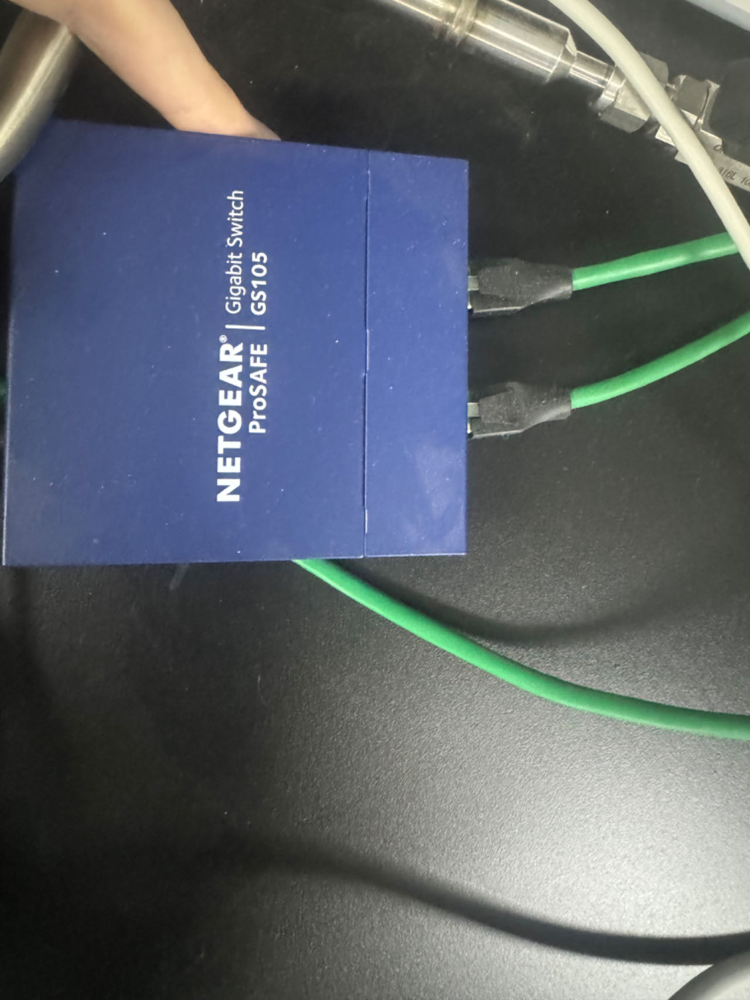 NETGEAR® | Gigabit Switch
ProSAFE | GS105